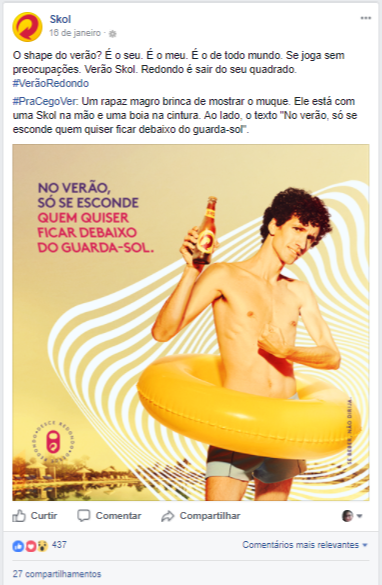 Skol
16 de janeiro ·
O shape do verão? É o seu. É o meu. É o de todo mundo. Se joga sem
preocupações. Verão Skol. Redondo é sair do seu quadrado.
#VerãoRedondo
#PraCegoVer: Um rapaz magro brinca de mostrar o muque. Ele está com
uma Skol na mão e uma boia na cintura. Ao lado, o texto "No verão, só se
esconde quem quiser ficar debaixo do guarda-sol".
NO VERÃO,
SÓ SE ESCONDE
QUEM QUISER
FICAR DEBAIXO
DO GUARDA-SOL.
DESCE REDONDO
SE BEBER, NÃO DIRIJA.
Curtir
Comentar
Compartilhar
437
Comentários mais relevantes
27 compartilhamentos